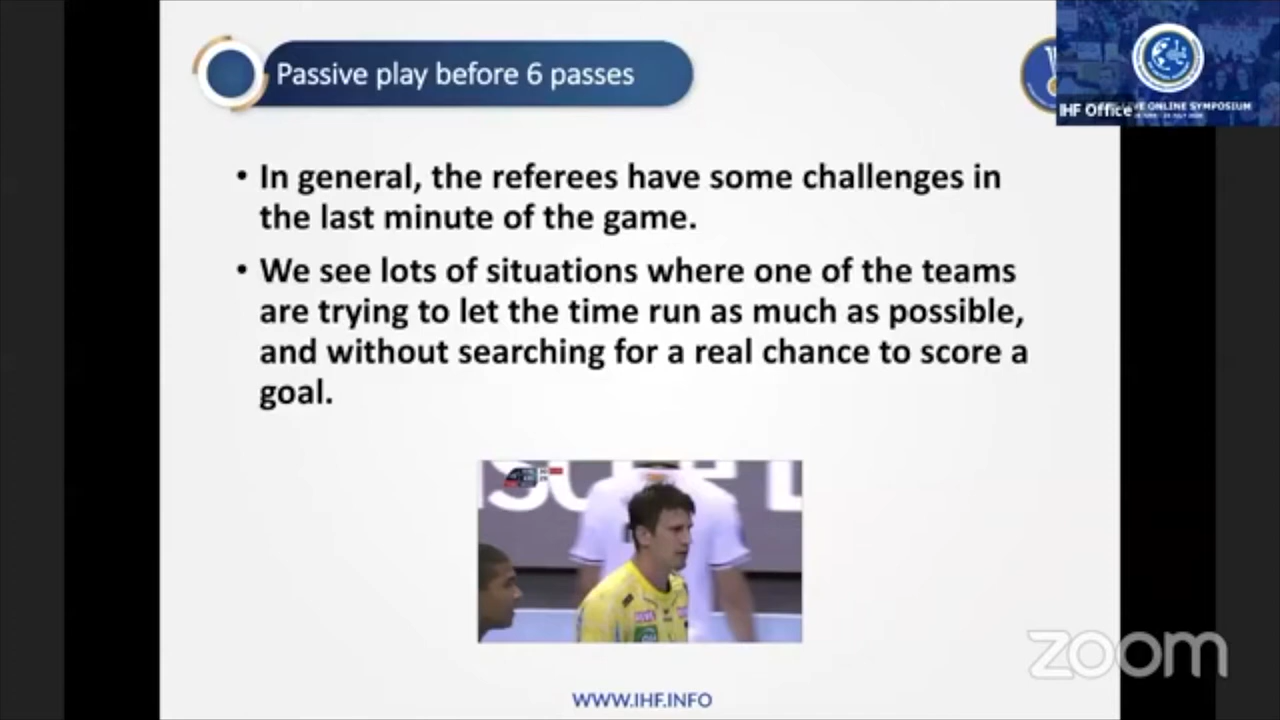 Passive play before 6 passes
IHF Office
VE ONLINE SYMPOSIUM
• In general, the referees have some challenges in
the last minute of the game.
• We see lots of situations where one of the teams
are trying to let the time run as much as possible,
and without searching for a real chance to score a
goal.
zoom
WWW.IHF.INFO